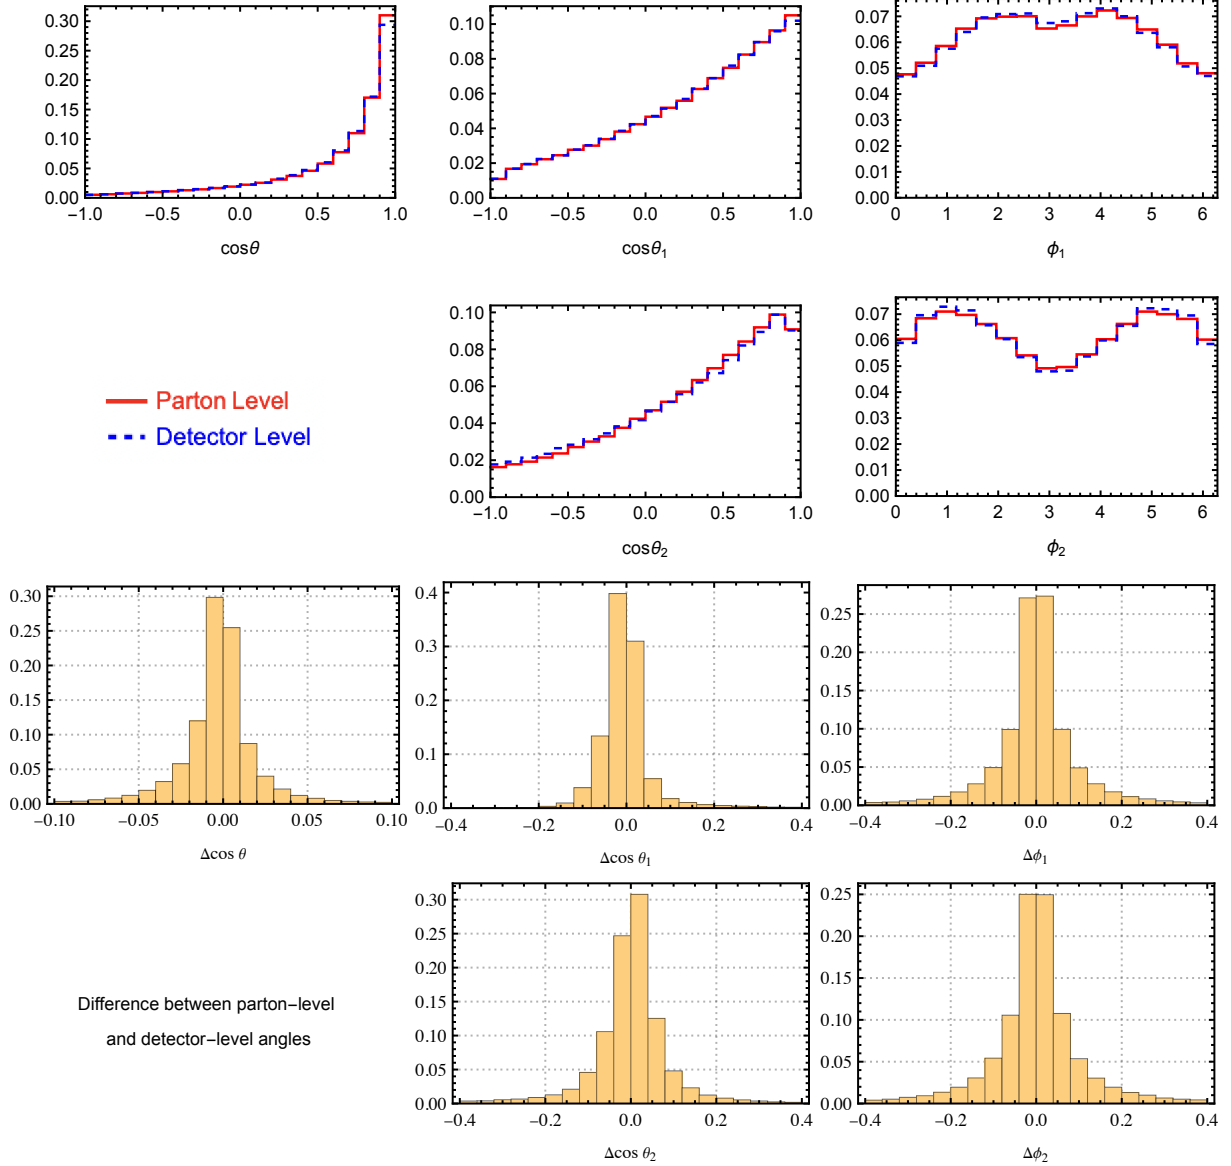 0.30
0.25
0.20
0.15
0.10
0.05
0.00
−1.0 −0.5 0.0 0.5 1.0
cosθ
0.10
0.08
0.06
0.04
0.02
0.00
−1.0 −0.5 0.0 0.5 1.0
cosθ₁
0.07
0.06
0.05
0.04
0.03
0.02
0.01
0.00
0 1 2 3 4 5 6
ϕ₁
Parton Level
Detector Level
0.10
0.08
0.06
0.04
0.02
0.00
−1.0 −0.5 0.0 0.5 1.0
cosθ₂
0.07
0.06
0.05
0.04
0.03
0.02
0.01
0.00
0 1 2 3 4 5 6
ϕ₂
0.30
0.25
0.20
0.15
0.10
0.05
0.00
−0.10 −0.05 0.00 0.05 0.10
Δcos θ
0.4
0.3
0.2
0.1
0.0
−0.4 −0.2 0.0 0.2 0.4
Δcos θ₁
0.25
0.20
0.15
0.10
0.05
0.00
−0.4 −0.2 0.0 0.2 0.4
Δϕ₁
Difference between parton−level
and detector−level angles
0.30
0.25
0.20
0.15
0.10
0.05
0.00
−0.4 −0.2 0.0 0.2 0.4
Δcos θ₂
0.25
0.20
0.15
0.10
0.05
0.00
−0.4 −0.2 0.0 0.2 0.4
Δϕ₂